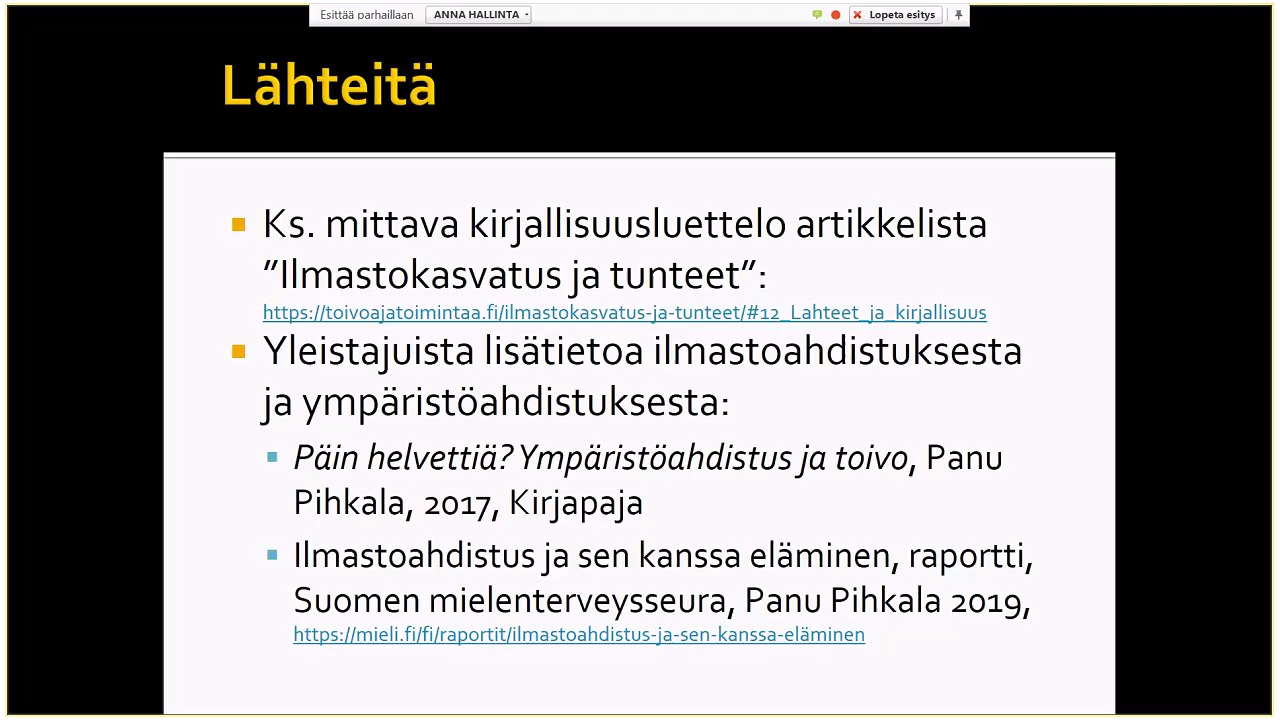 Esittää parhaillaan ANNA HALLINTA Lopeta esitys
Lähteitä
Ks. mittava kirjallisuusluettelo artikkelista
”Ilmastokasvatus ja tunteet”:
https://toivoajatoimintaa.fi/ilmastokasvatus-ja-tunteet/#12_Lahteet_ja_kirjallisuus
Yleistajuista lisätietoa ilmastoahdistuksesta
ja ympäristöahdistuksesta:
Päin helvettiä? Ympäristöahdistus ja toivo, Panu
Pihkala, 2017, Kirjapaja
Ilmastoahdistus ja sen kanssa eläminen, raportti,
Suomen mielenterveysseura, Panu Pihkala 2019,
https://mieli.fi/fi/raportit/ilmastoahdistus-ja-sen-kanssa-eläminen